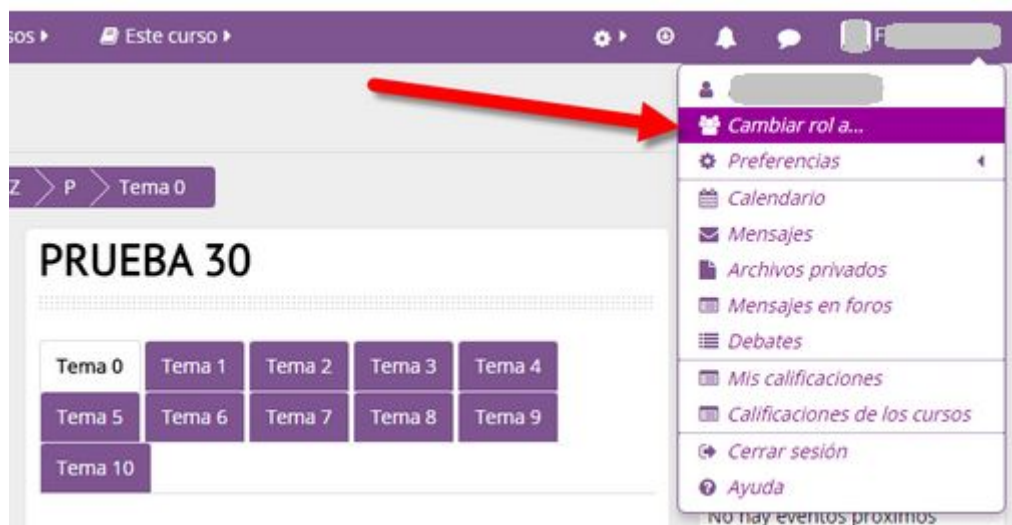 sos Este curso F
Cambiar rol a...
Preferencias
Z P Tema 0
Calendario
Mensajes
PRUEBA 30
Archivos privados
Mensajes en foros
Debates
Tema 0 Tema 1 Tema 2 Tema 3 Tema 4
Mis calificaciones
Tema 5 Tema 6 Tema 7 Tema 8 Tema 9
Calificaciones de los cursos
Cerrar sesión
Tema 10
Ayuda
No hay eventos próximos